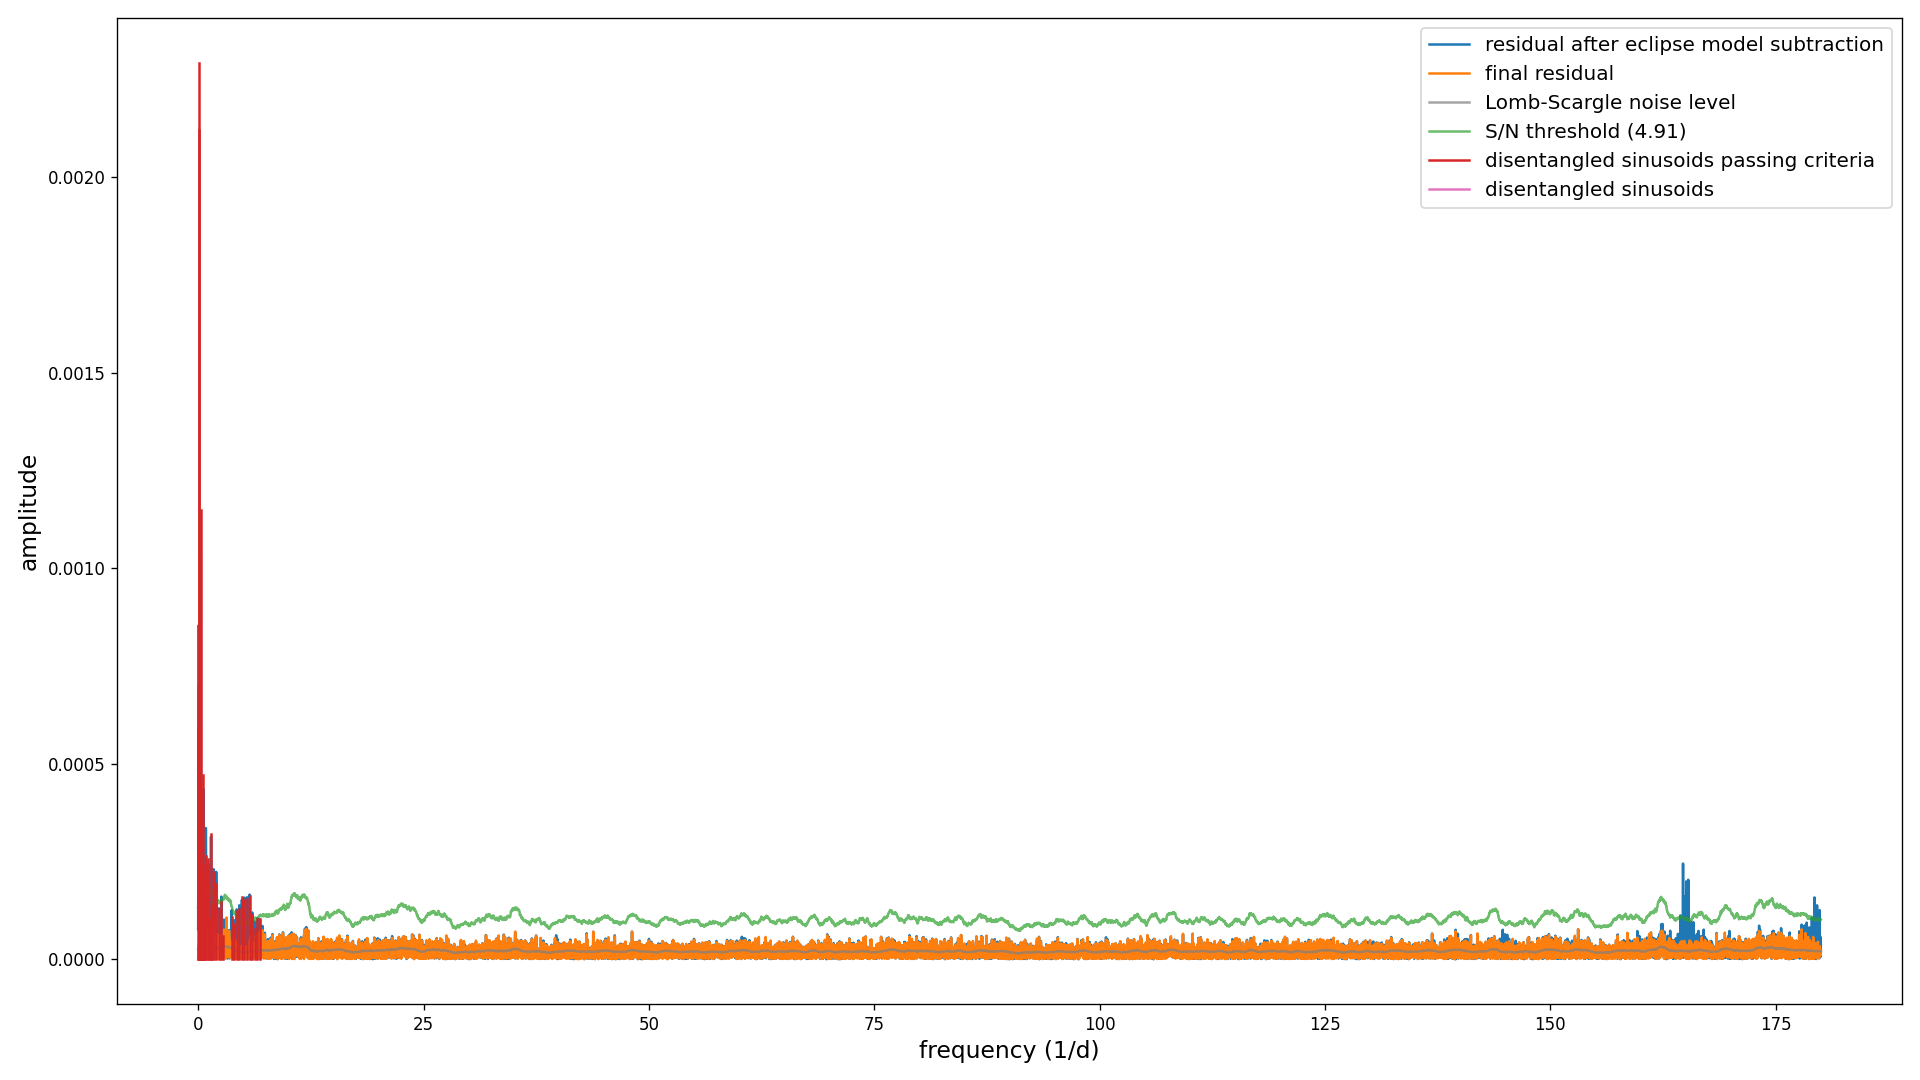 residual after eclipse model subtraction
final residual
Lomb-Scargle noise level
S/N threshold (4.91)
disentangled sinusoids passing criteria
disentangled sinusoids
amplitude
0.0020
0.0015
0.0010
0.0005
0.0000
0 25 50 75 100 125 150 175
frequency (1/d)